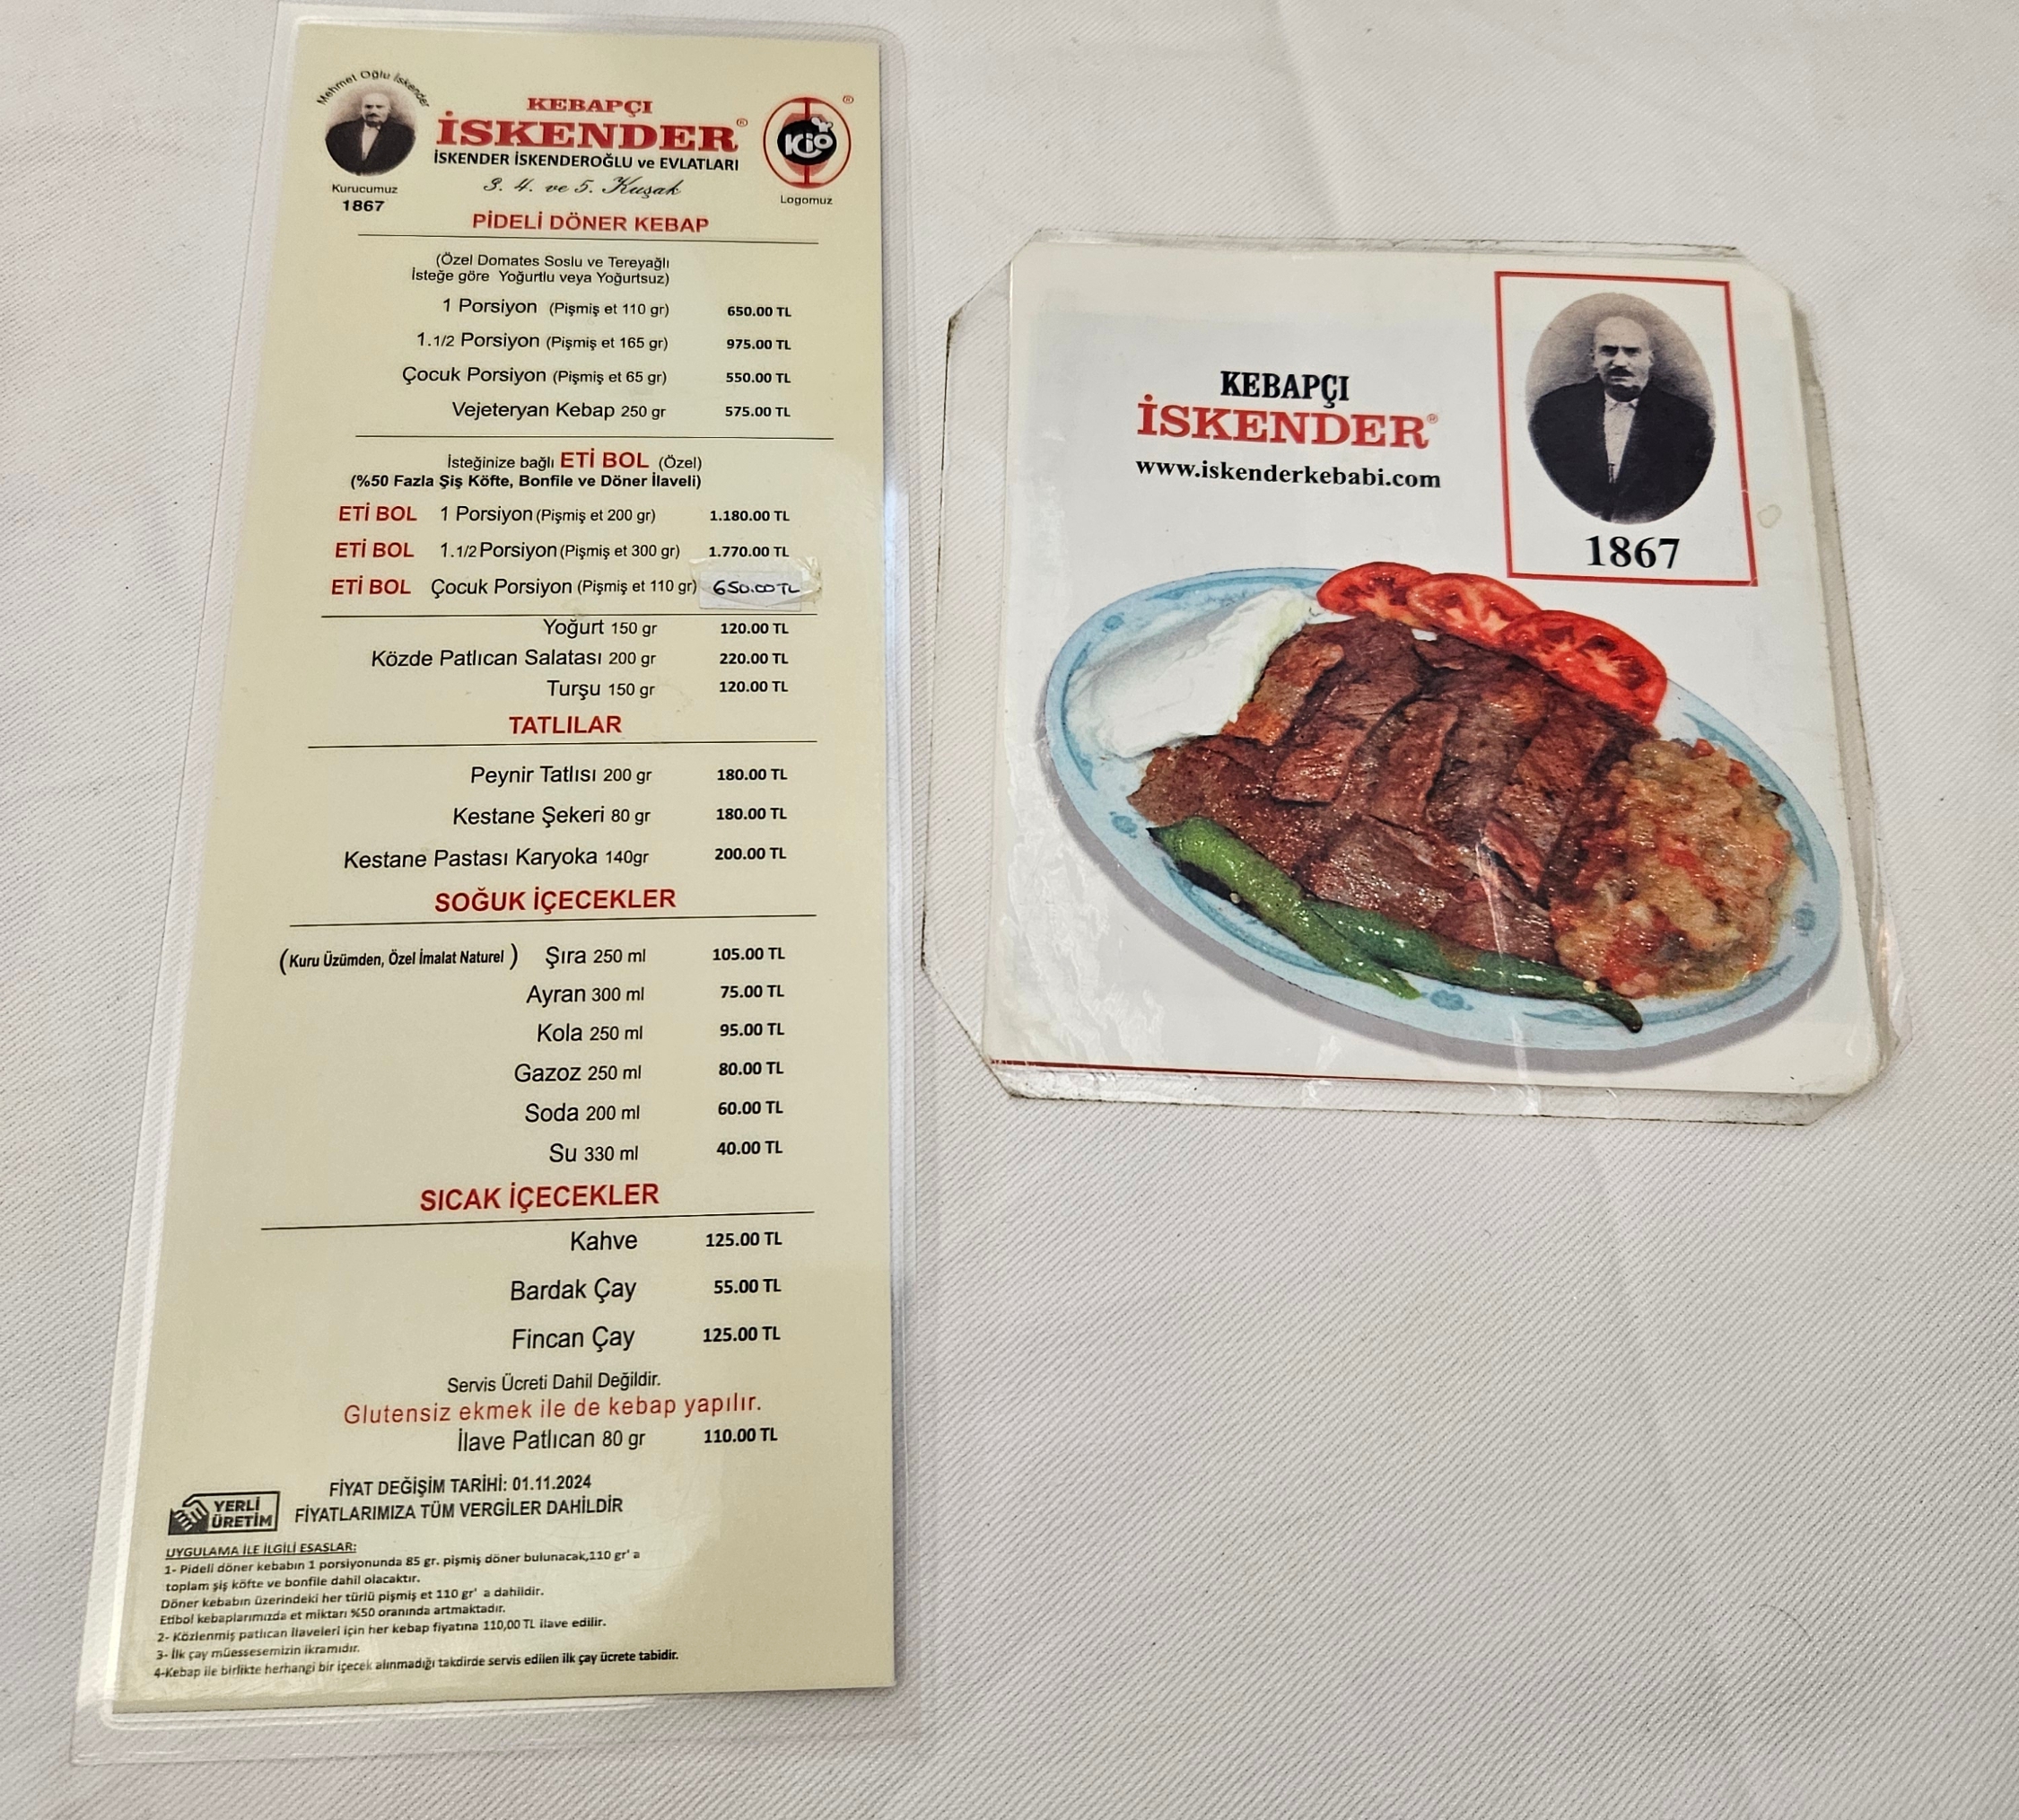 Mehmet Oğlu İskender
Kurucumuz
1867
KEBAPÇI
İSKENDER®
İSKENDER İSKENDEROĞLU ve EVLATLARI
3. 4. ve 5. Kuşak
®
Kio
Logomuz
PİDELİ DÖNER KEBAP
(Özel Domates Soslu ve Tereyağlı
İsteğe göre Yoğurtlu veya Yoğurtsuz)
1 Porsiyon (Pişmiş et 110 gr) 650.00 TL
1.1/2 Porsiyon (Pişmiş et 165 gr) 975.00 TL
Çocuk Porsiyon (Pişmiş et 65 gr) 550.00 TL
Vejeteryan Kebap 250 gr 575.00 TL
İsteğinize bağlı ETİ BOL (Özel)
(%50 Fazla Şiş Köfte, Bonfile ve Döner İlaveli)
ETİ BOL 1 Porsiyon (Pişmiş et 200 gr) 1.180.00 TL
ETİ BOL 1.1/2 Porsiyon (Pişmiş et 300 gr) 1.770.00 TL
ETİ BOL Çocuk Porsiyon (Pişmiş et 110 gr) 650.00 TL
Yoğurt 150 gr 120.00 TL
Közde Patlıcan Salatası 200 gr 220.00 TL
Turşu 150 gr 120.00 TL
TATLILAR
Peynir Tatlısı 200 gr 180.00 TL
Kestane Şekeri 80 gr 180.00 TL
Kestane Pastası Karyoka 140gr 200.00 TL
SOĞUK İÇECEKLER
(Kuru Üzümden, Özel İmalat Naturel) Şıra 250 ml 105.00 TL
Ayran 300 ml 75.00 TL
Kola 250 ml 95.00 TL
Gazoz 250 ml 80.00 TL
Soda 200 ml 60.00 TL
Su 330 ml 40.00 TL
SICAK İÇECEKLER
Kahve 125.00 TL
Bardak Çay 55.00 TL
Fincan Çay 125.00 TL
Servis Ücreti Dahil Değildir.
Glutensiz ekmek ile de kebap yapılır.
İlave Patlıcan 80 gr 110.00 TL
FİYAT DEĞİŞİM TARİHİ: 01.11.2024
FİYATLARIMIZA TÜM VERGİLER DAHİLDİR
YERLİ
ÜRETİM
UYGULAMA İLE İLGİLİ ESASLAR:
1- Pideli döner kebabın 1 porsiyonunda 85 gr. pişmiş döner bulunacak,110 gr' a
toplam şiş köfte ve bonfile dahil olacaktır.
Döner kebabın üzerindeki her türlü pişmiş et 110 gr' a dahildir.
Etibol kebaplarımızda et miktarı %50 oranında artmaktadır.
2- Közlenmiş patlıcan ilaveleri için her kebap fiyatına 110,00 TL ilave edilir.
3- İlk çay müessesemizin ikramıdır.
4-Kebap ile birlikte herhangi bir içecek alınmadığı takdirde servis edilen ilk çay ücrete tabidir.
KEBAPÇI
İSKENDER®
www.iskenderkebabi.com
1867